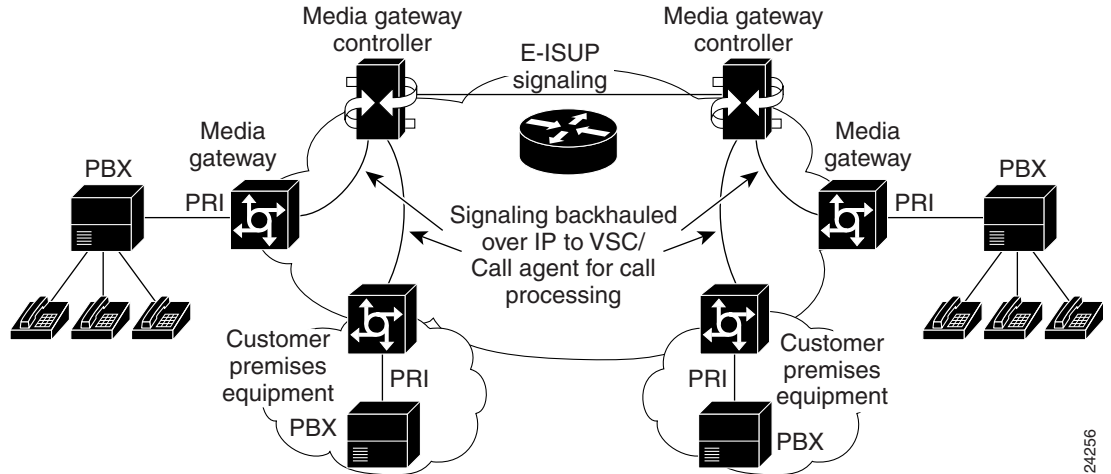 Media gateway
controller
Media gateway
controller
E-ISUP
signaling
Media
gateway
Media
gateway
PBX
PBX
PRI
PRI
Signaling backhauled
over IP to VSC/
Call agent for call
processing
Customer
premises
equipment
Customer
premises
equipment
PRI
PRI
PBX
PBX
24256